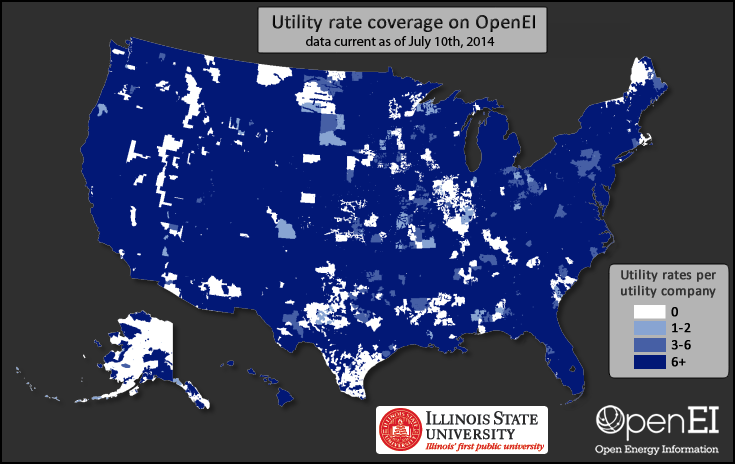 Utility rate coverage on OpenEI
data current as of July 10th, 2014
Utility rates per
utility company
0
1-2
3-6
6+
ILLINOIS STATE
UNIVERSITY
Illinois' first public university
OpenEI
Open Energy Information